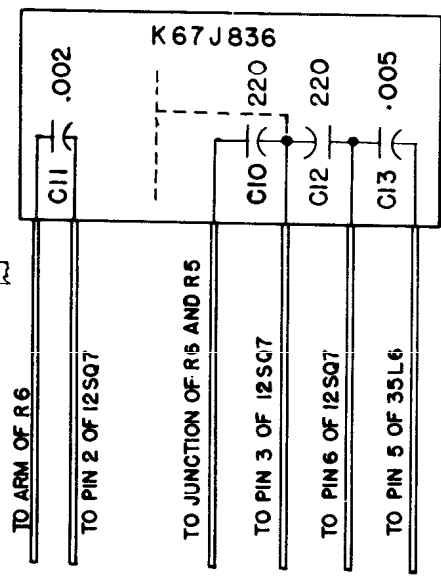 K67J836
.002
C11
220
C10
220
C12
.005
C13
TO ARM OF R6
TO PIN 2 OF 12SQ7
TO JUNCTION OF R6 AND R5
TO PIN 3 OF 12SQ7
TO PIN 6 OF 12SQ7
TO PIN 5 OF 35L6